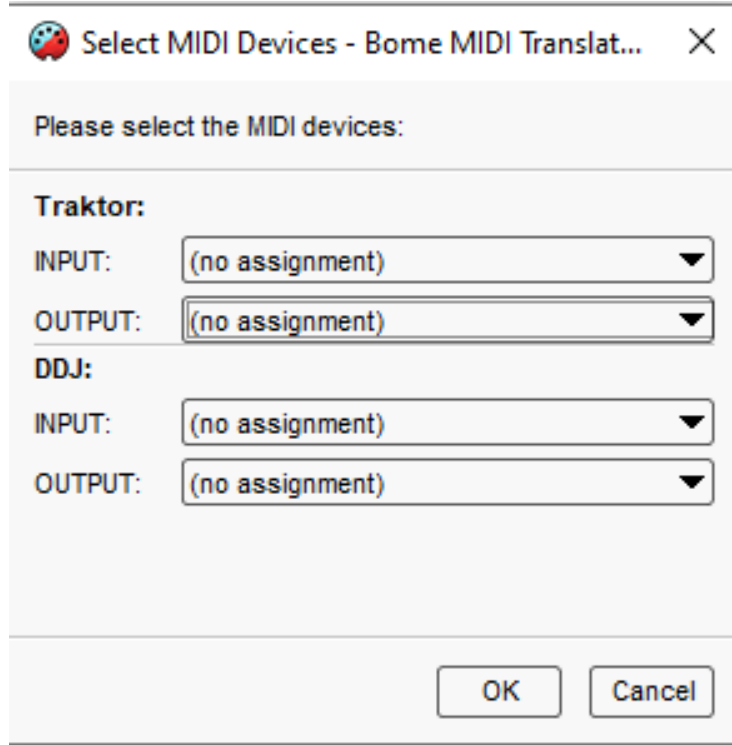 Select MIDI Devices - Bome MIDI Translat...
Please select the MIDI devices:
Traktor:
INPUT: (no assignment)
OUTPUT: (no assignment)
DDJ:
INPUT: (no assignment)
OUTPUT: (no assignment)
OK Cancel